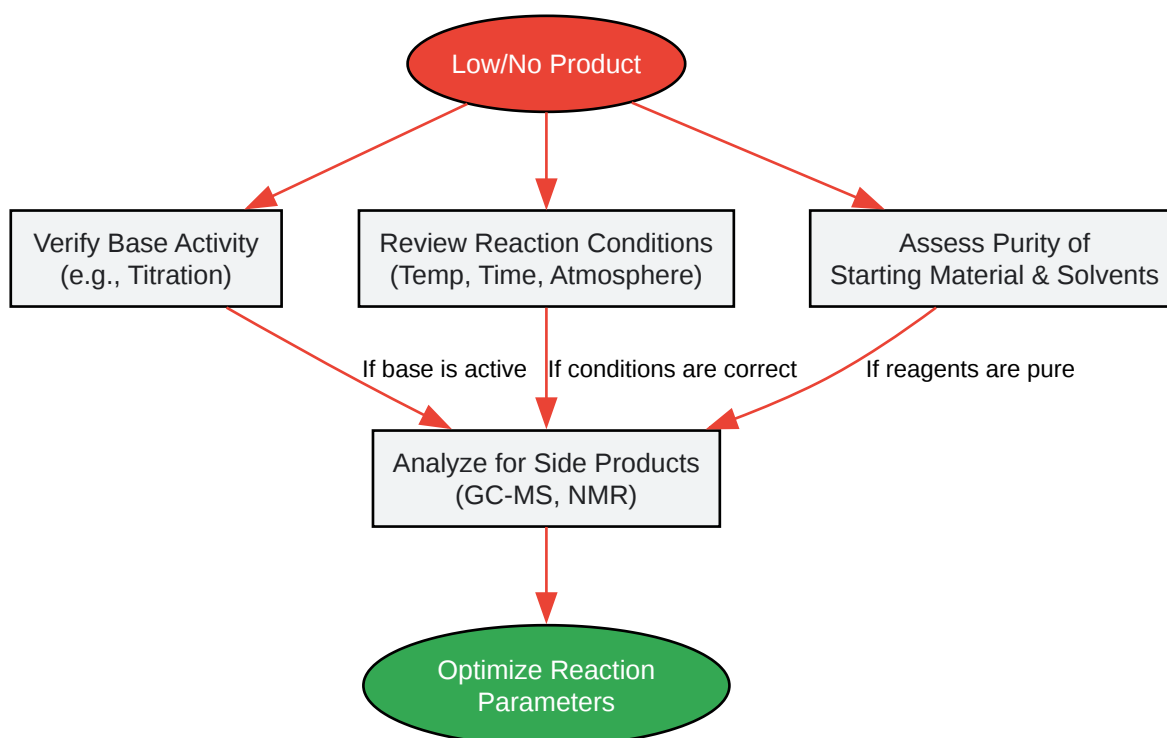 Low/No Product
Verify Base Activity
(e.g., Titration)
Review Reaction Conditions
(Temp, Time, Atmosphere)
Assess Purity of
Starting Material & Solvents
If base is active
If conditions are correct
If reagents are pure
Analyze for Side Products
(GC-MS, NMR)
Optimize Reaction
Parameters